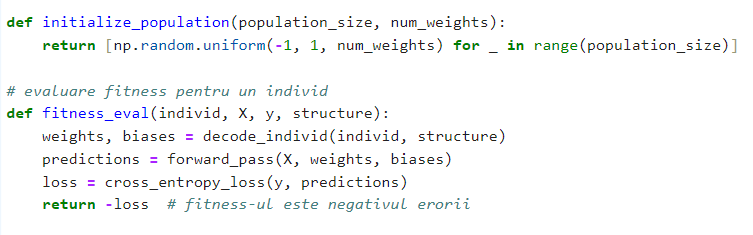 def initialize_population(population_size, num_weights):
    return [np.random.uniform(-1, 1, num_weights) for _ in range(population_size)]

# evaluare fitness pentru un individ
def fitness_eval(individ, X, y, structure):
    weights, biases = decode_individ(individ, structure)
    predictions = forward_pass(X, weights, biases)
    loss = cross_entropy_loss(y, predictions)
    return -loss  # fitness-ul este negativul erorii